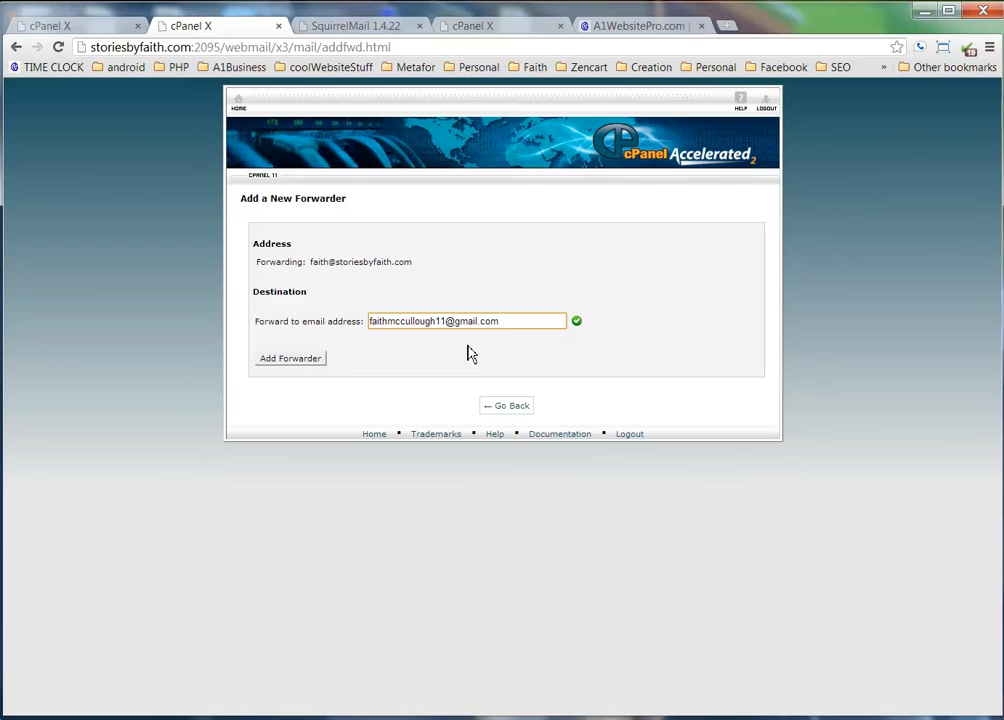 cPanel X
cPanel X
SquirrelMail 1.4.22
cPanel X
A1WebsitePro.com |
storiesbyfaith.com:2095/webmail/x3/mail/addfwd.html
TIME CLOCK android PHP A1Business coolWebsiteStuff Metafor Personal Faith Zencart Creation Personal Facebook SEO » Other bookmarks
19
HOME HELP LOGOUT
cPanel Accelerated2
CPANEL 11
Add a New Forwarder
Address
Forwarding: faith@storiesbyfaith.com
Destination
Forward to email address: faithmccullough11@gmail.com
Add Forwarder
← Go Back
Home ▪ Trademarks ▪ Help ▪ Documentation ▪ Logout